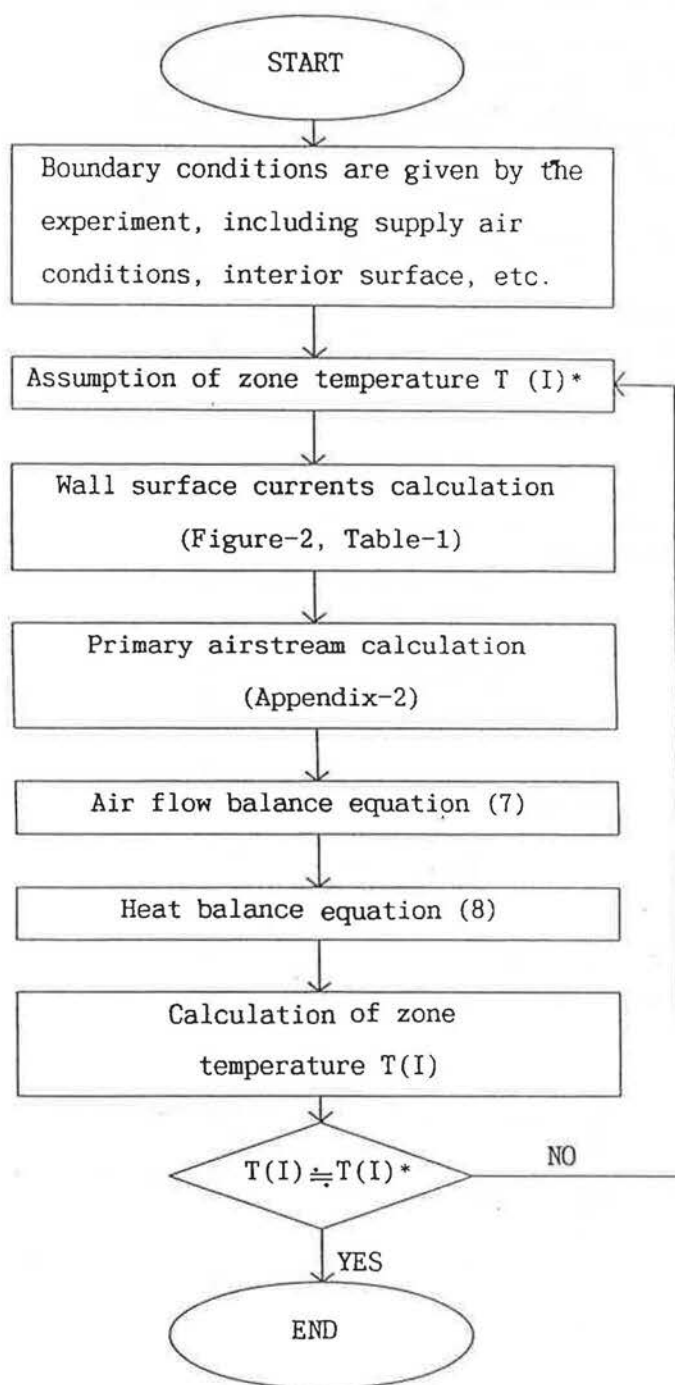 START
Boundary conditions are given by the
experiment, including supply air
conditions, interior surface, etc.
Assumption of zone temperature T (I)*
Wall surface currents calculation
(Figure-2, Table-1)
Primary airstream calculation
(Appendix-2)
Air flow balance equation (7)
Heat balance equation (8)
Calculation of zone
temperature T(I)
T(I)≒T(I)*
NO
YES
END